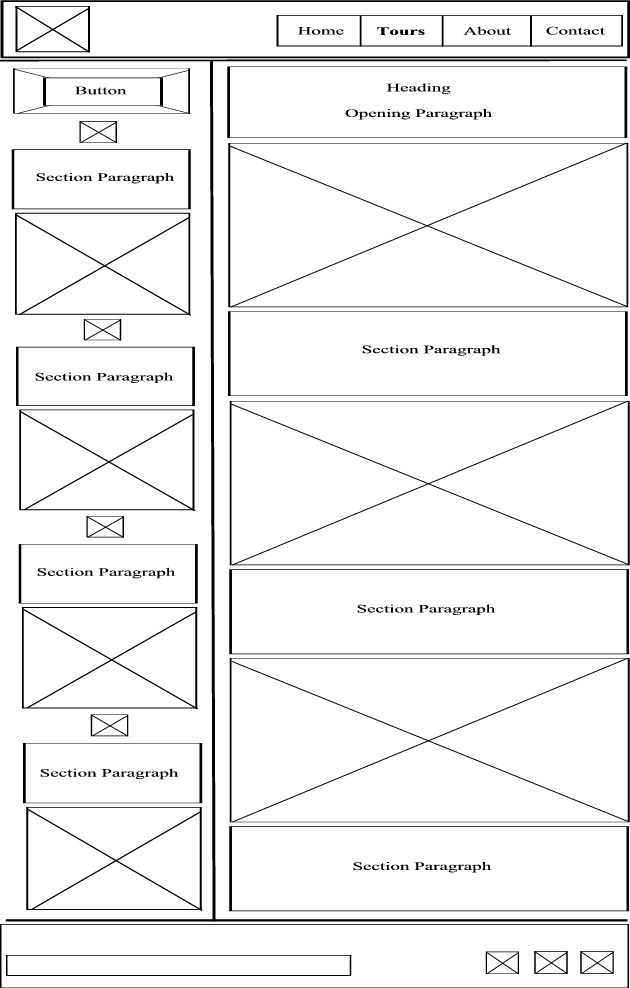 Home Tours About Contact
Button
Section Paragraph
Section Paragraph
Section Paragraph
Section Paragraph
Heading
Opening Paragraph
Section Paragraph
Section Paragraph
Section Paragraph